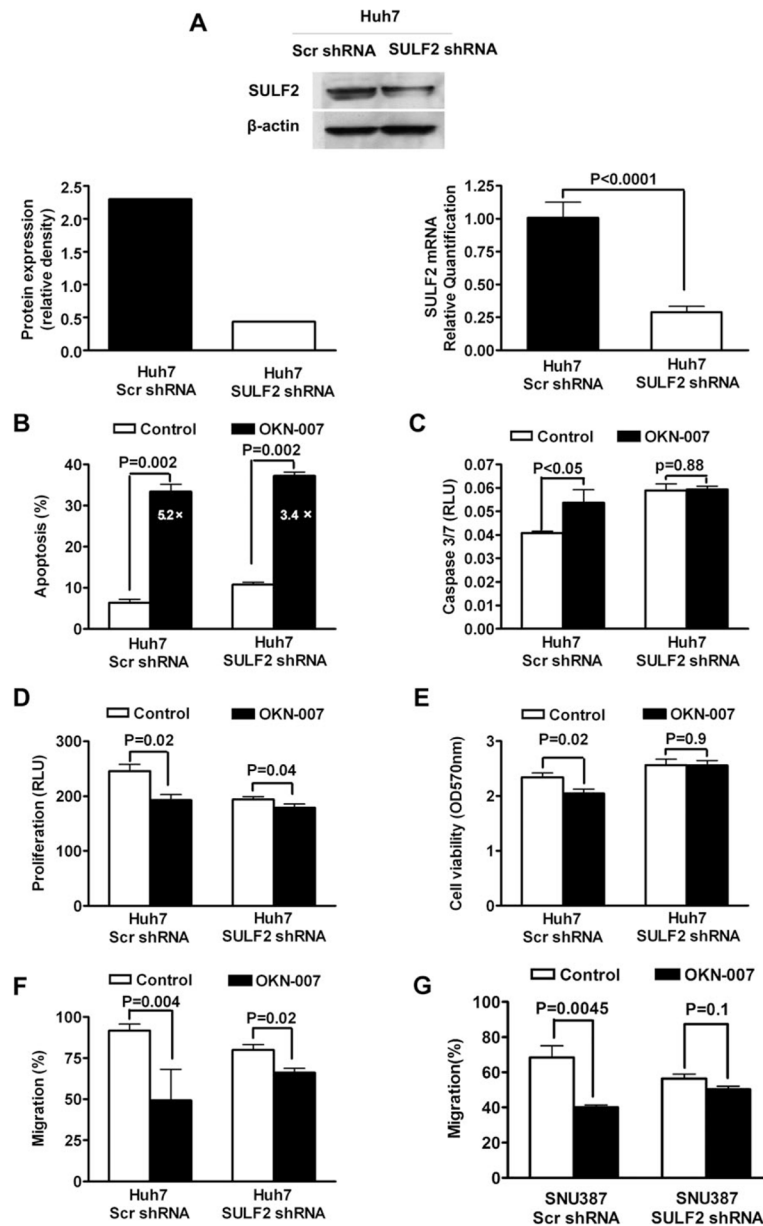 A
Huh7
Scr shRNA SULF2 shRNA
SULF2
β-actin
Protein expression
(relative density)
2.5
2.0
1.5
1.0
0.5
0.0
Huh7
Scr shRNA
Huh7
SULF2 shRNA
SULF2 mRNA
Relative Quantification
P<0.0001
1.25
1.00
0.75
0.50
0.25
0.00
Huh7
Scr shRNA
Huh7
SULF2 shRNA
B
Control OKN-007
P=0.002
P=0.002
Apoptosis (%)
40
30
20
10
0
5.2×
3.4 ×
Huh7
Scr shRNA
Huh7
SULF2 shRNA
C
Control OKN-007
P<0.05
p=0.88
Caspase 3/7 (RLU)
0.07
0.06
0.05
0.04
0.03
0.02
0.01
0.00
Huh7
Scr shRNA
Huh7
SULF2 shRNA
D
Control OKN-007
P=0.02
P=0.04
Proliferation (RLU)
300
200
100
0
Huh7
Scr shRNA
Huh7
SULF2 shRNA
E
Control OKN-007
P=0.02
P=0.9
Cell viability (OD570nm)
3
2
1
0
Huh7
Scr shRNA
Huh7
SULF2 shRNA
F
Control OKN-007
P=0.004
P=0.02
Migration (%)
100
75
50
25
0
Huh7
Scr shRNA
Huh7
SULF2 shRNA
G
Control OKN-007
P=0.0045
P=0.1
Migration(%)
100
80
60
40
20
0
SNU387
Scr shRNA
SNU387
SULF2 shRNA